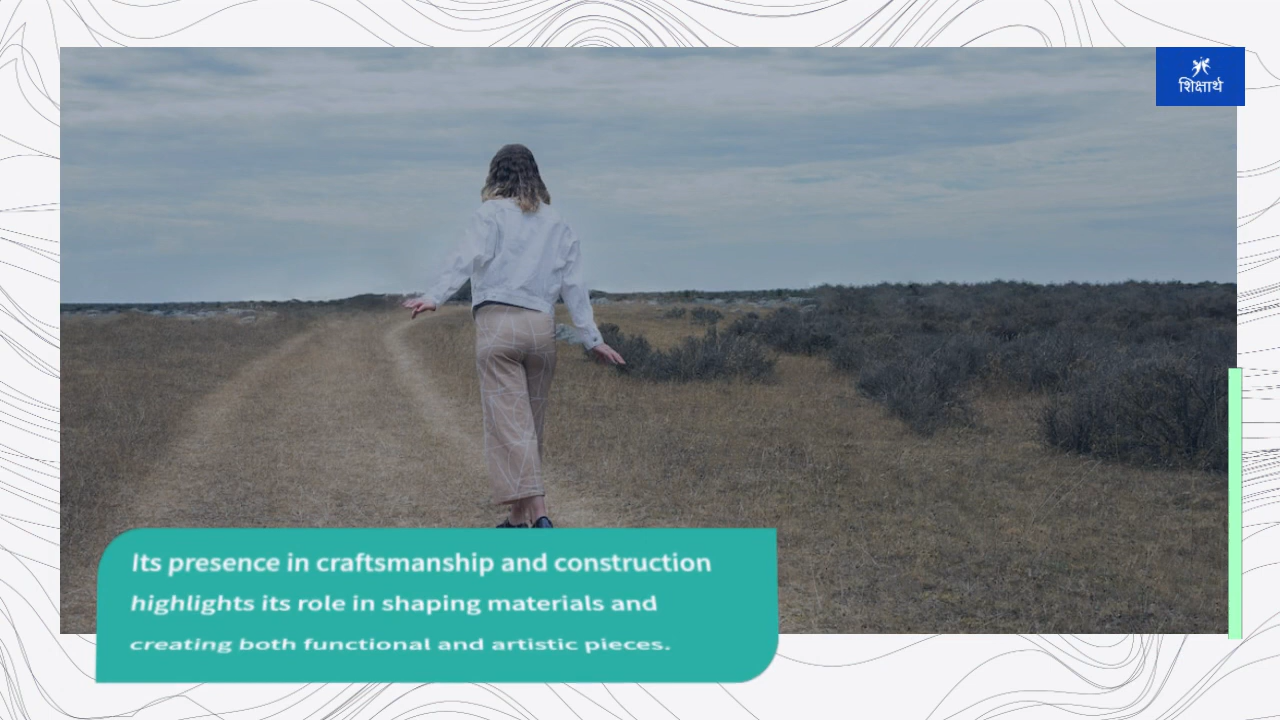 शिक्षार्थ
Its presence in craftsmanship and construction
highlights its role in shaping materials and
creating both functional and artistic pieces.